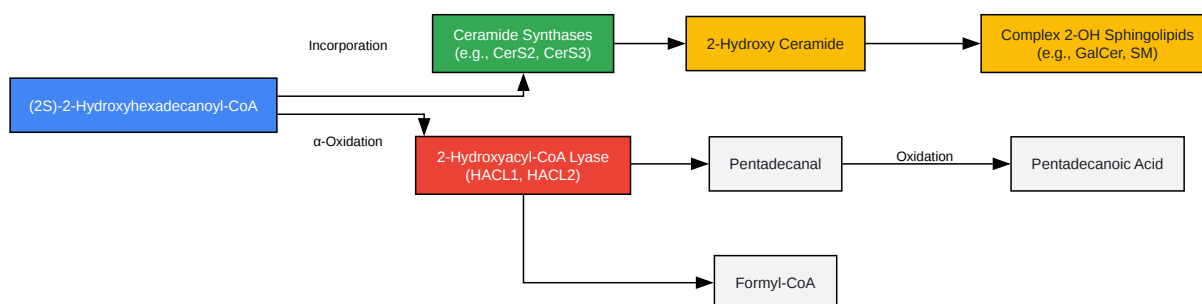 Incorporation
Ceramide Synthases
(e.g., CerS2, CerS3)
2-Hydroxy Ceramide
Complex 2-OH Sphingolipids
(e.g., GalCer, SM)
(2S)-2-Hydroxyhexadecanoyl-CoA
α-Oxidation
2-Hydroxyacyl-CoA Lyase
(HACL1, HACL2)
Pentadecanal
Oxidation
Pentadecanoic Acid
Formyl-CoA